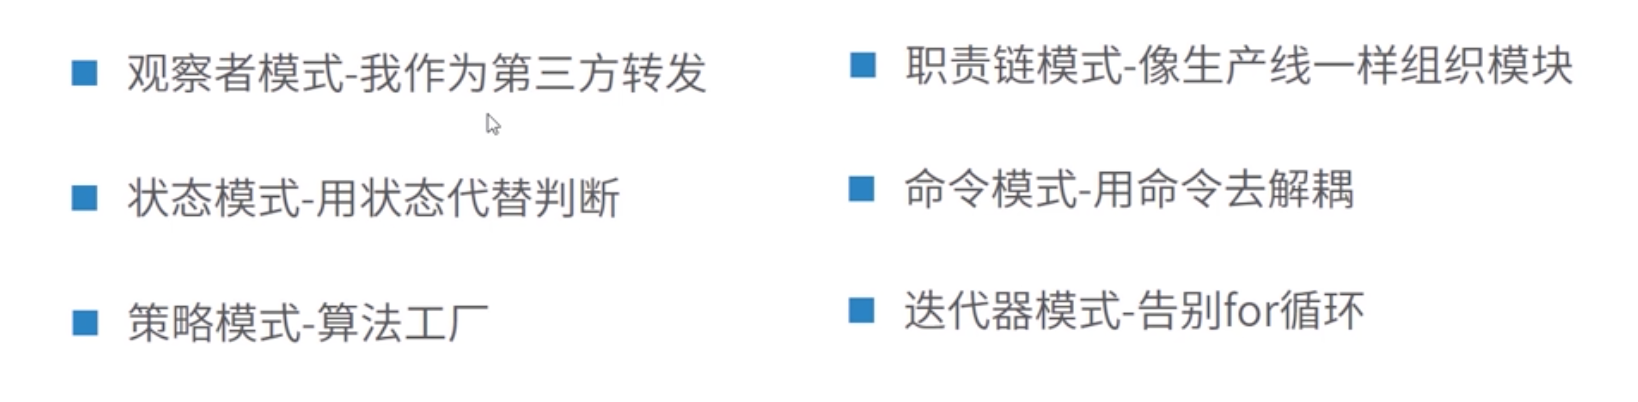 观察者模式-我作为第三方转发
状态模式-用状态代替判断
策略模式-算法工厂
职责链模式-像生产线一样组织模块
命令模式-用命令去解耦
迭代器模式-告别for循环